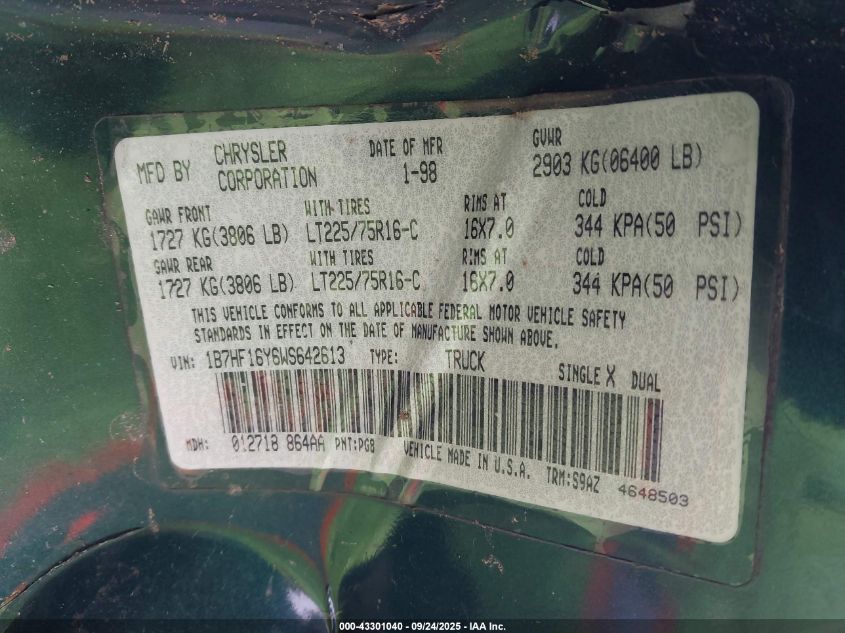 MFD BY CHRYSLER CORPORATION DATE OF MFR 1-98 GVWR 2903 KG(06400 LB)
GAWR FRONT WITH TIRES RIMS AT COLD
1727 KG(3806 LB) LT225/75R16-C 16X7.0 344 KPA(50 PSI)
GAWR REAR WITH TIRES RIMS AT COLD
1727 KG(3806 LB) LT225/75R16-C 16X7.0 344 KPA(50 PSI)
THIS VEHICLE CONFORMS TO ALL APPLICABLE FEDERAL MOTOR VEHICLE SAFETY
STANDARDS IN EFFECT ON THE DATE OF MANUFACTURE SHOWN ABOVE.
VIN: 1B7HF16Y6WS642613 TYPE: TRUCK SINGLE X DUAL
MDH: 012718 864AA PNT:PG8 VEHICLE MADE IN U.S.A. TRM:S9AZ 4648503
000-43301040 - 09/24/2025 - IAA Inc.